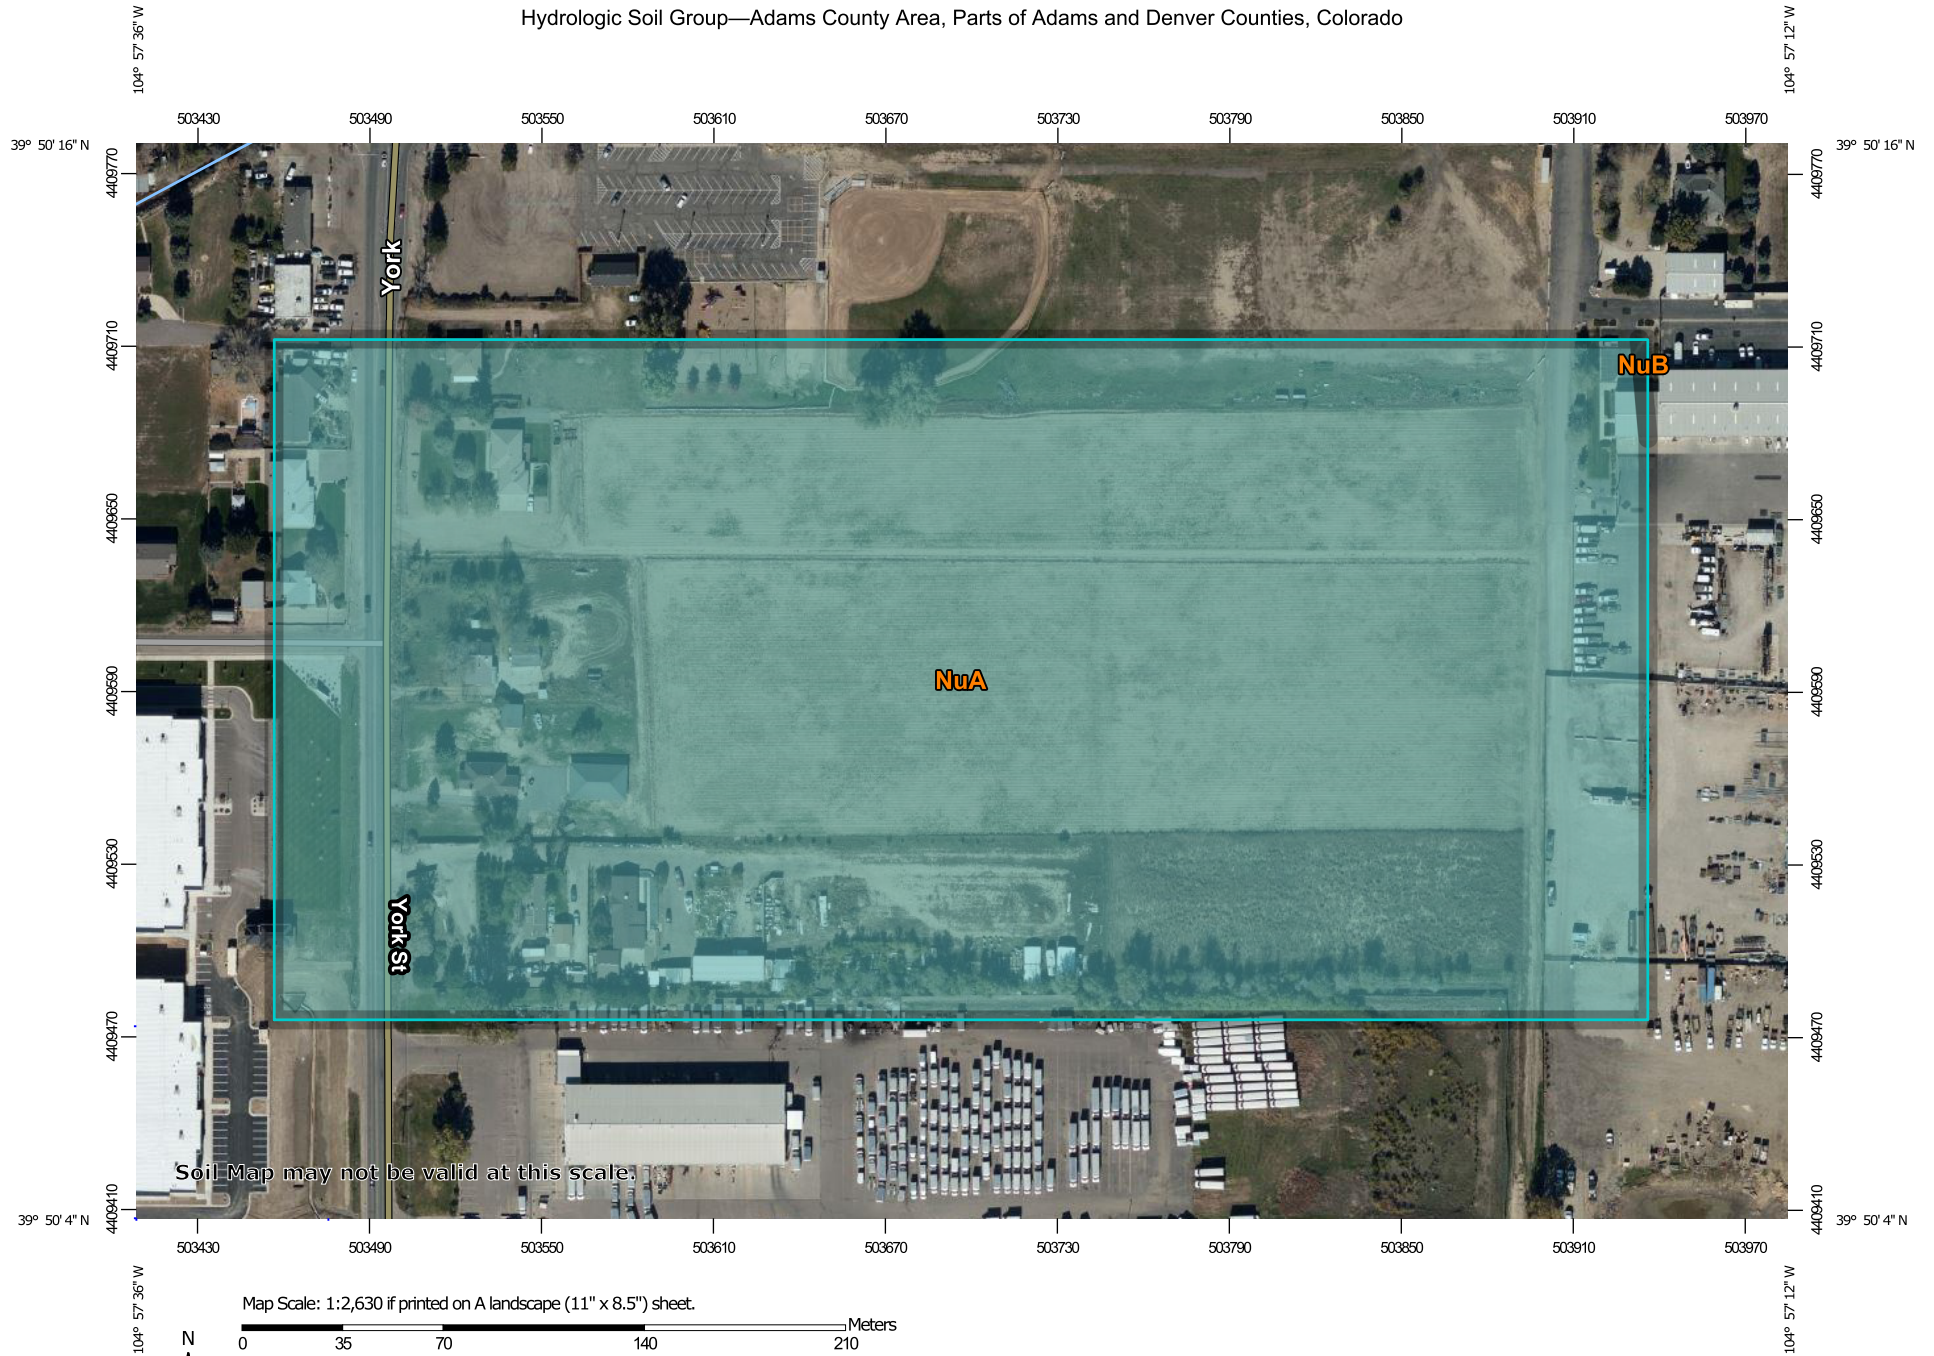 Hydrologic Soil Group—Adams County Area, Parts of Adams and Denver Counties, Colorado
104° 57' 36" W
104° 57' 12" W
503430 503490 503550 503610 503670 503730 503790 503850 503910 503970
39° 50' 16" N
39° 50' 16" N
4409770
4409770
York
4409710
4409710
NuB
4409650
4409650
NuA
4409590
4409590
4409530
4409530
York St
4409470
4409470
Soil Map may not be valid at this scale.
4409410
4409410
39° 50' 4" N
39° 50' 4" N
503430 503490 503550 503610 503670 503730 503790 503850 503910 503970
104° 57' 36" W
104° 57' 12" W
Map Scale: 1:2,630 if printed on A landscape (11" x 8.5") sheet.
Meters
N
0 35 70 140 210